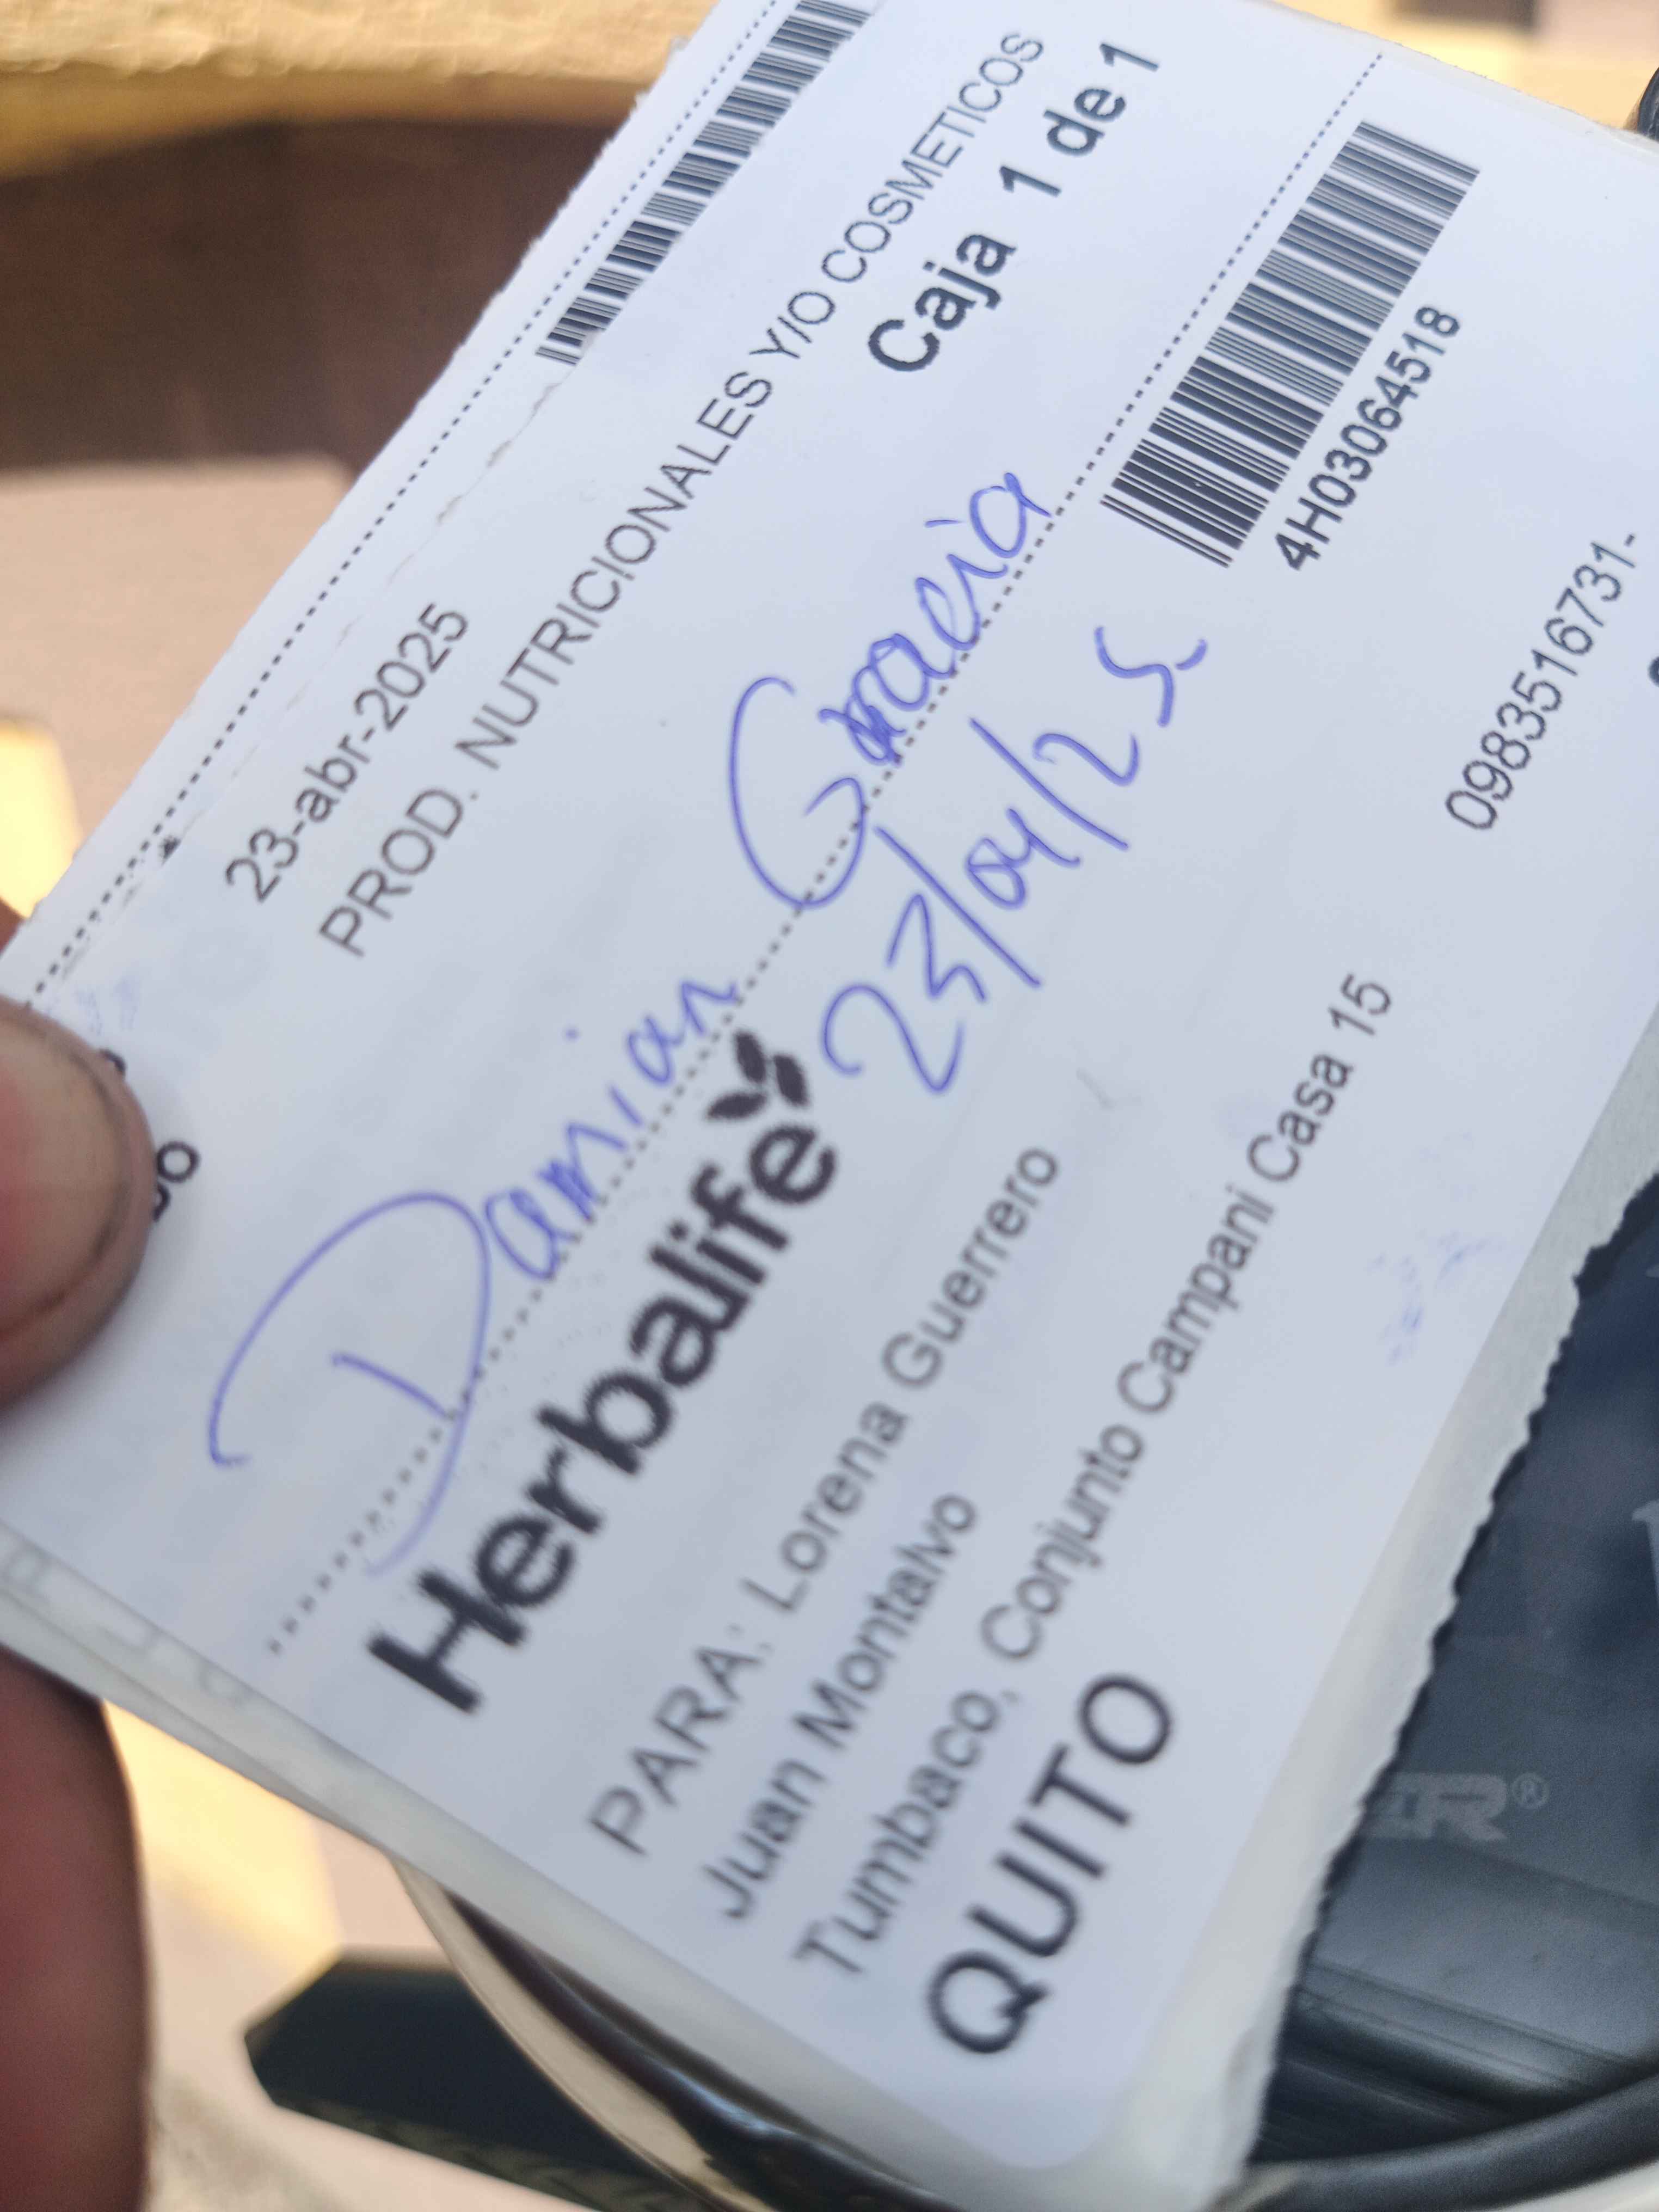 23-abr-2025
PROD. NUTRICIONALES Y/O COSMETICOS
Caja 1 de 1
Damian Gracia
23/04/25
Herbalife
4H03064518
PARA: Lorena Guerrero
Juan Montalvo
0983516731-
Tumbaco, Conjunto Campani Casa 15
QUITO